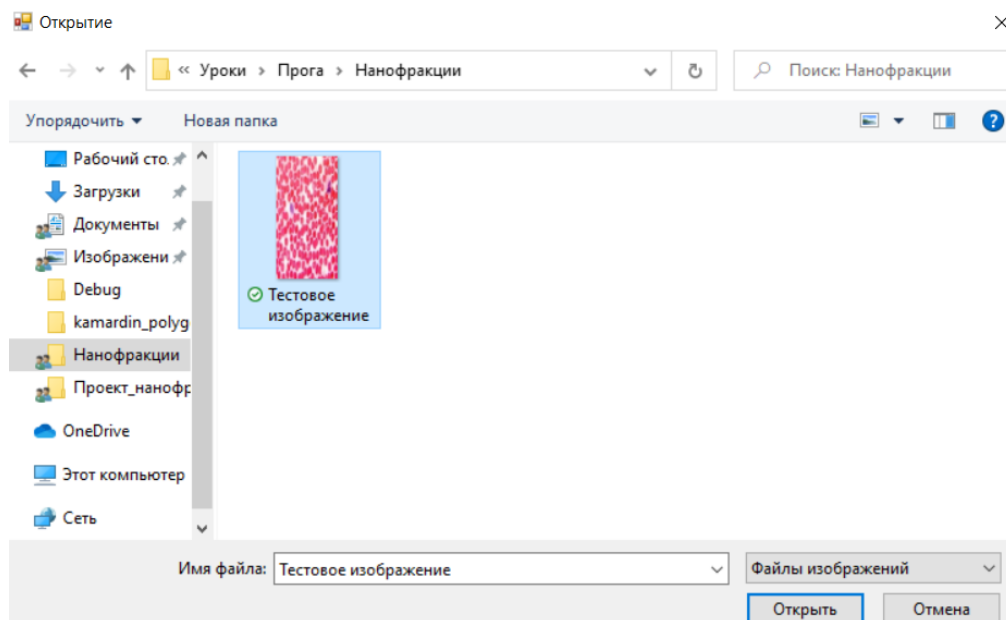 Открытие
« Уроки › Прога › Нанофракции
Поиск: Нанофракции
Упорядочить
Новая папка
Рабочий сто.
Загрузки
Документы
Изображени
Debug
kamardin_polyg
Нанофракции
Проект_нанофр
OneDrive
Этот компьютер
Сеть
Тестовое
изображение
Имя файла:
Тестовое изображение
Файлы изображений
Открыть
Отмена